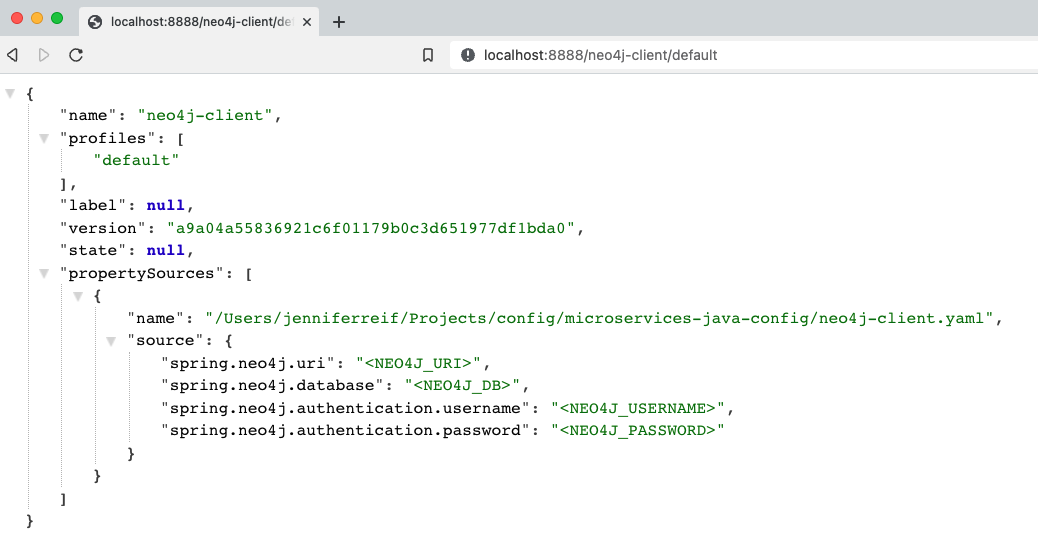 localhost:8888/neo4j-client/def
localhost:8888/neo4j-client/default
{
"name": "neo4j-client",
"profiles": [
"default"
],
"label": null,
"version": "a9a04a55836921c6f01179b0c3d651977df1bda0",
"state": null,
"propertySources": [
{
"name": "/Users/jenniferreif/Projects/config/microservices-java-config/neo4j-client.yaml",
"source": {
"spring.neo4j.uri": "<NEO4J_URI>",
"spring.neo4j.database": "<NEO4J_DB>",
"spring.neo4j.authentication.username": "<NEO4J_USERNAME>",
"spring.neo4j.authentication.password": "<NEO4J_PASSWORD>"
}
}
]
}